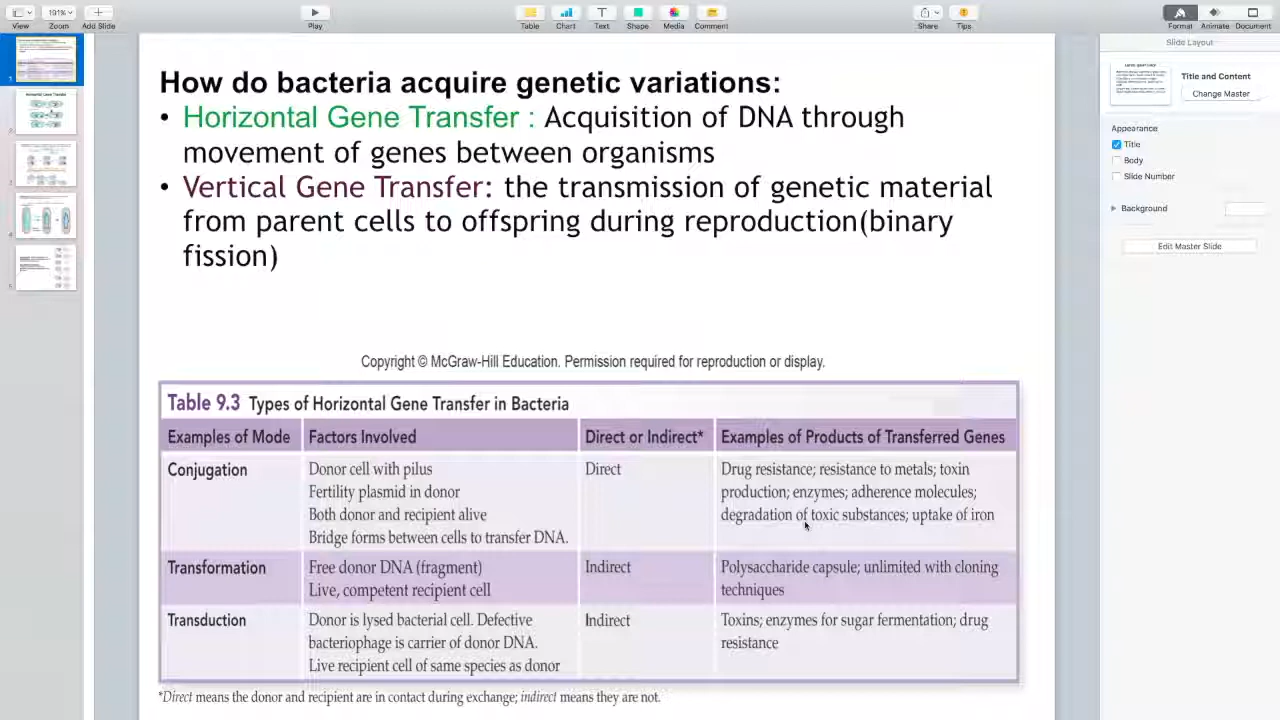 View 191% Zoom Add Slide Play Table Chart Text Shape Media Comment Share Tips Format Animate Document
Slide Layout
Title and Content
Change Master
Appearance
Title
Body
Slide Number
Background
Edit Master Slide
How do bacteria acquire genetic variations:
• Horizontal Gene Transfer : Acquisition of DNA through
movement of genes between organisms
• Vertical Gene Transfer: the transmission of genetic material
from parent cells to offspring during reproduction(binary
fission)
Copyright © McGraw-Hill Education. Permission required for reproduction or display.
Table 9.3 Types of Horizontal Gene Transfer in Bacteria
Examples of Mode Factors Involved Direct or Indirect* Examples of Products of Transferred Genes
Conjugation Donor cell with pilus Direct Drug resistance; resistance to metals; toxin
Fertility plasmid in donor production; enzymes; adherence molecules;
Both donor and recipient alive degradation of toxic substances; uptake of iron
Bridge forms between cells to transfer DNA.
Transformation Free donor DNA (fragment) Indirect Polysaccharide capsule; unlimited with cloning
Live, competent recipient cell techniques
Transduction Donor is lysed bacterial cell. Defective Indirect Toxins; enzymes for sugar fermentation; drug
bacteriophage is carrier of donor DNA. resistance
Live recipient cell of same species as donor
*Direct means the donor and recipient are in contact during exchange; indirect means they are not.